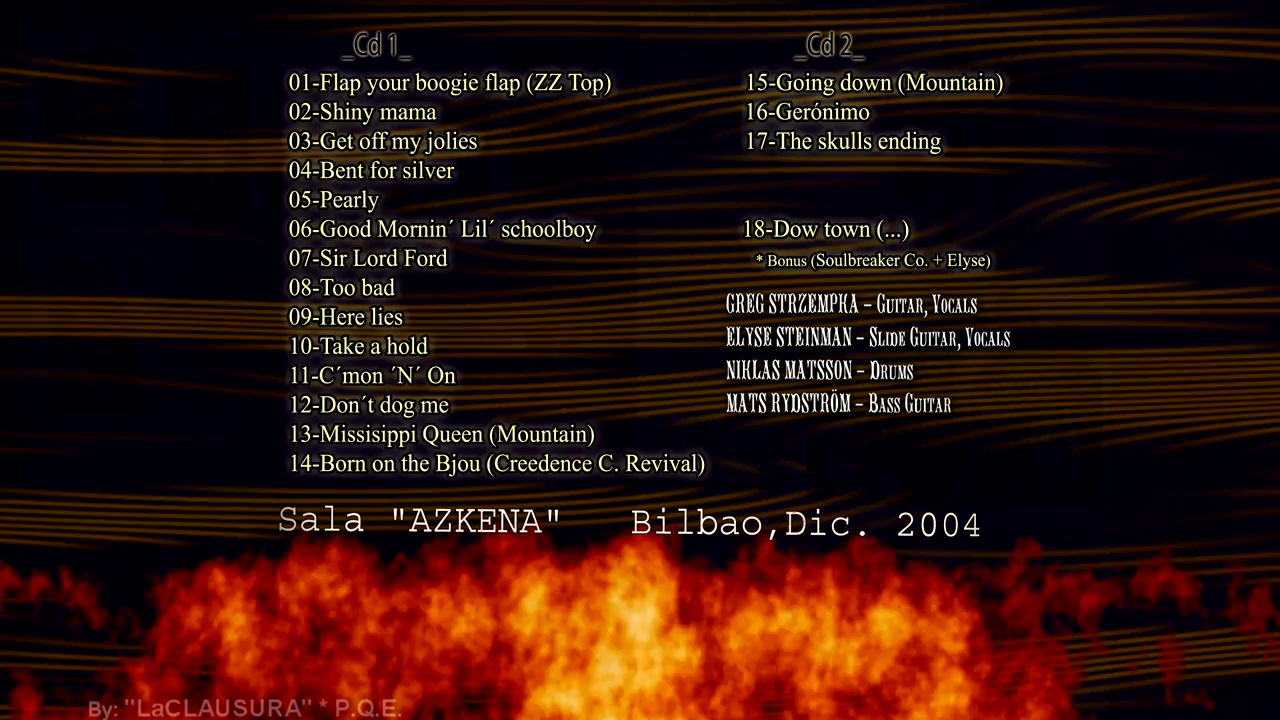 _Cd 1_
01-Flap your boogie flap (ZZ Top)
02-Shiny mama
03-Get off my jolies
04-Bent for silver
05-Pearly
06-Good Mornin´ Lil´ schoolboy
07-Sir Lord Ford
08-Too bad
09-Here lies
10-Take a hold
11-C´mon ´N´ On
12-Don´t dog me
13-Missisippi Queen (Mountain)
14-Born on the Bjou (Creedence C. Revival)
_Cd 2_
15-Going down (Mountain)
16-Gerónimo
17-The skulls ending
18-Dow town (...)
* Bonus (Soulbreaker Co. + Elyse)
GREG STRZEMPKA – GUITAR, VOCALS
ELYSE STEINMAN – SLIDE GUITAR, VOCALS
NIKLAS MATSSON – DRUMS
MATS RYDSTRÖM – BASS GUITAR
Sala "AZKENA" Bilbao,Dic. 2004
By: "LaCLAUSURA" * P.Q.E.